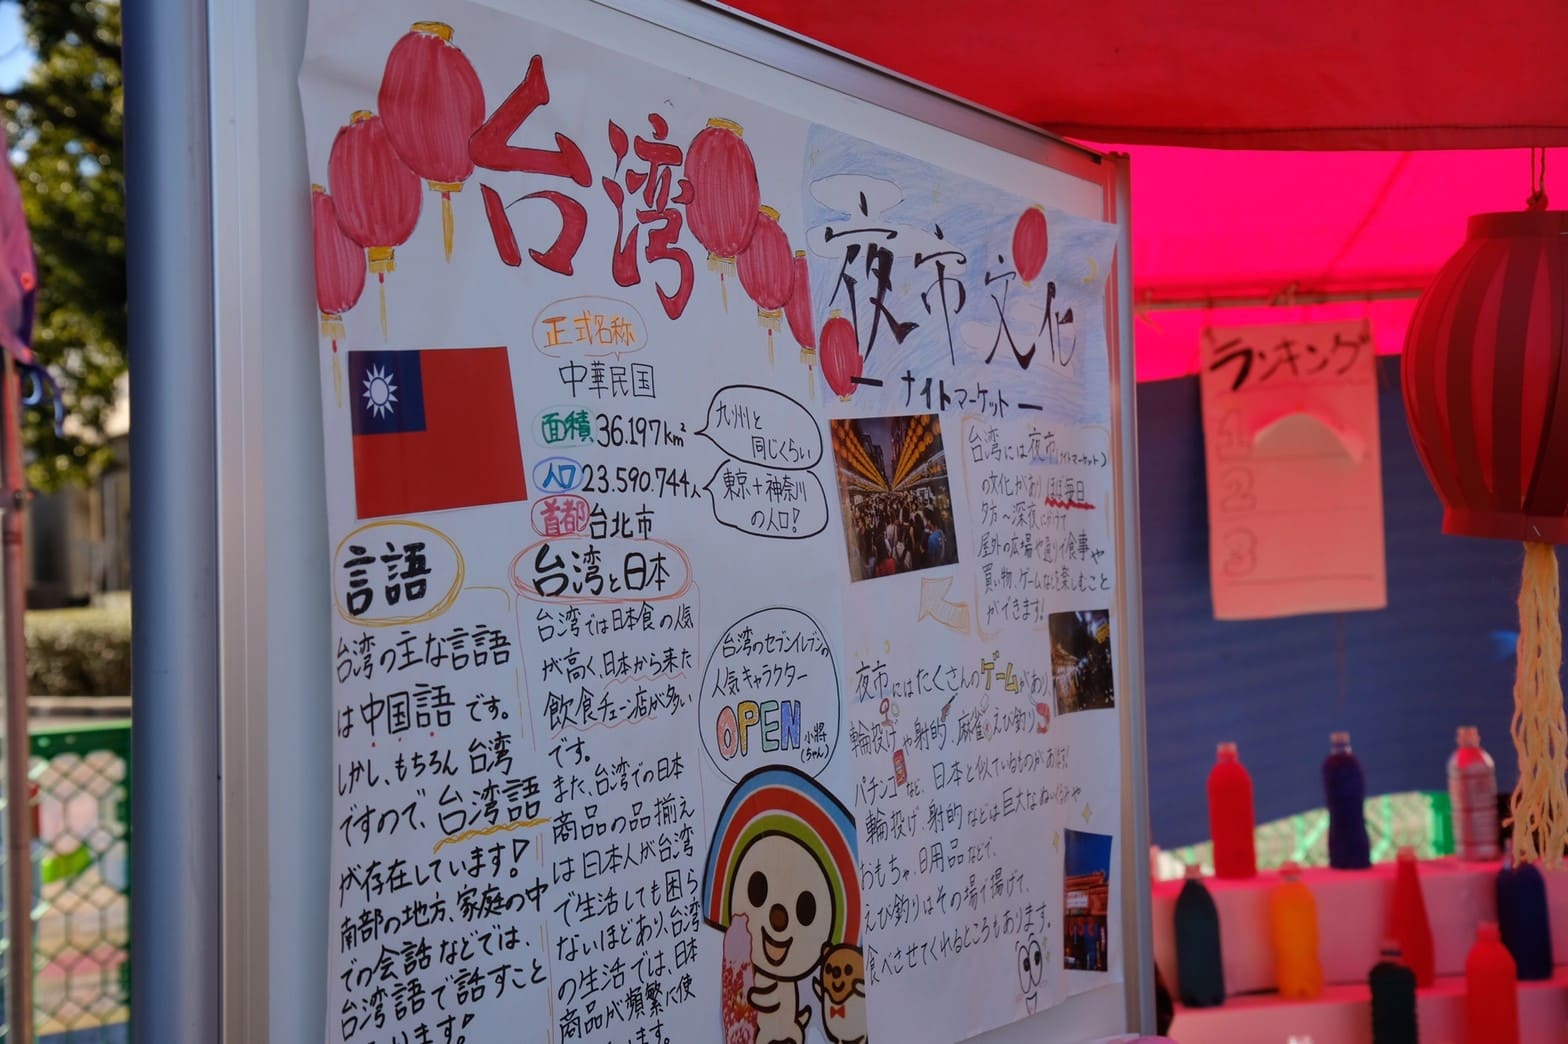 台湾
正式名称
中華民国
面積 36.197km²
九州と
同じくらい
人口 23.590.744人
東京+神奈川
の人口!
首都 台北市
言語
台湾の主な言語
は中国語です。
しかし、もちろん台湾
ですので、台湾語
が存在しています!
南部の地方、家庭の中
での会話などでは、
台湾語で話すこと
います!
台湾と日本
台湾では日本食の人気
が高く、日本から来た
飲食チェーン店が多い
です。
また、台湾での日本
商品の品揃え
は日本人が台湾
で生活しても困ら
ないほどあり、台湾
の生活では、日本
商品が頻繁に使
ます。
台湾のセブンイレブンの
人気キャラクター
OPEN小将
(ちゃん)
夜市文化
ーナイトマーケットー
台湾には夜市(ナイトマーケット)
の文化があり ほぼ毎日
夕方〜深夜にかけて
屋外の広場や道で食事や
買い物、ゲームなど楽しむこと
ができます!
夜市にはたくさんのゲームがあり
輪投げや射的、麻雀、えび釣り
パチンコなど、日本と似ているものがあります!
輪投げ、射的などは巨大なぬいぐるみや
おもちゃ、日用品などで、
えび釣りはその場で揚げて、
食べさせてくれるところもあります。
ランキング
1
2
3